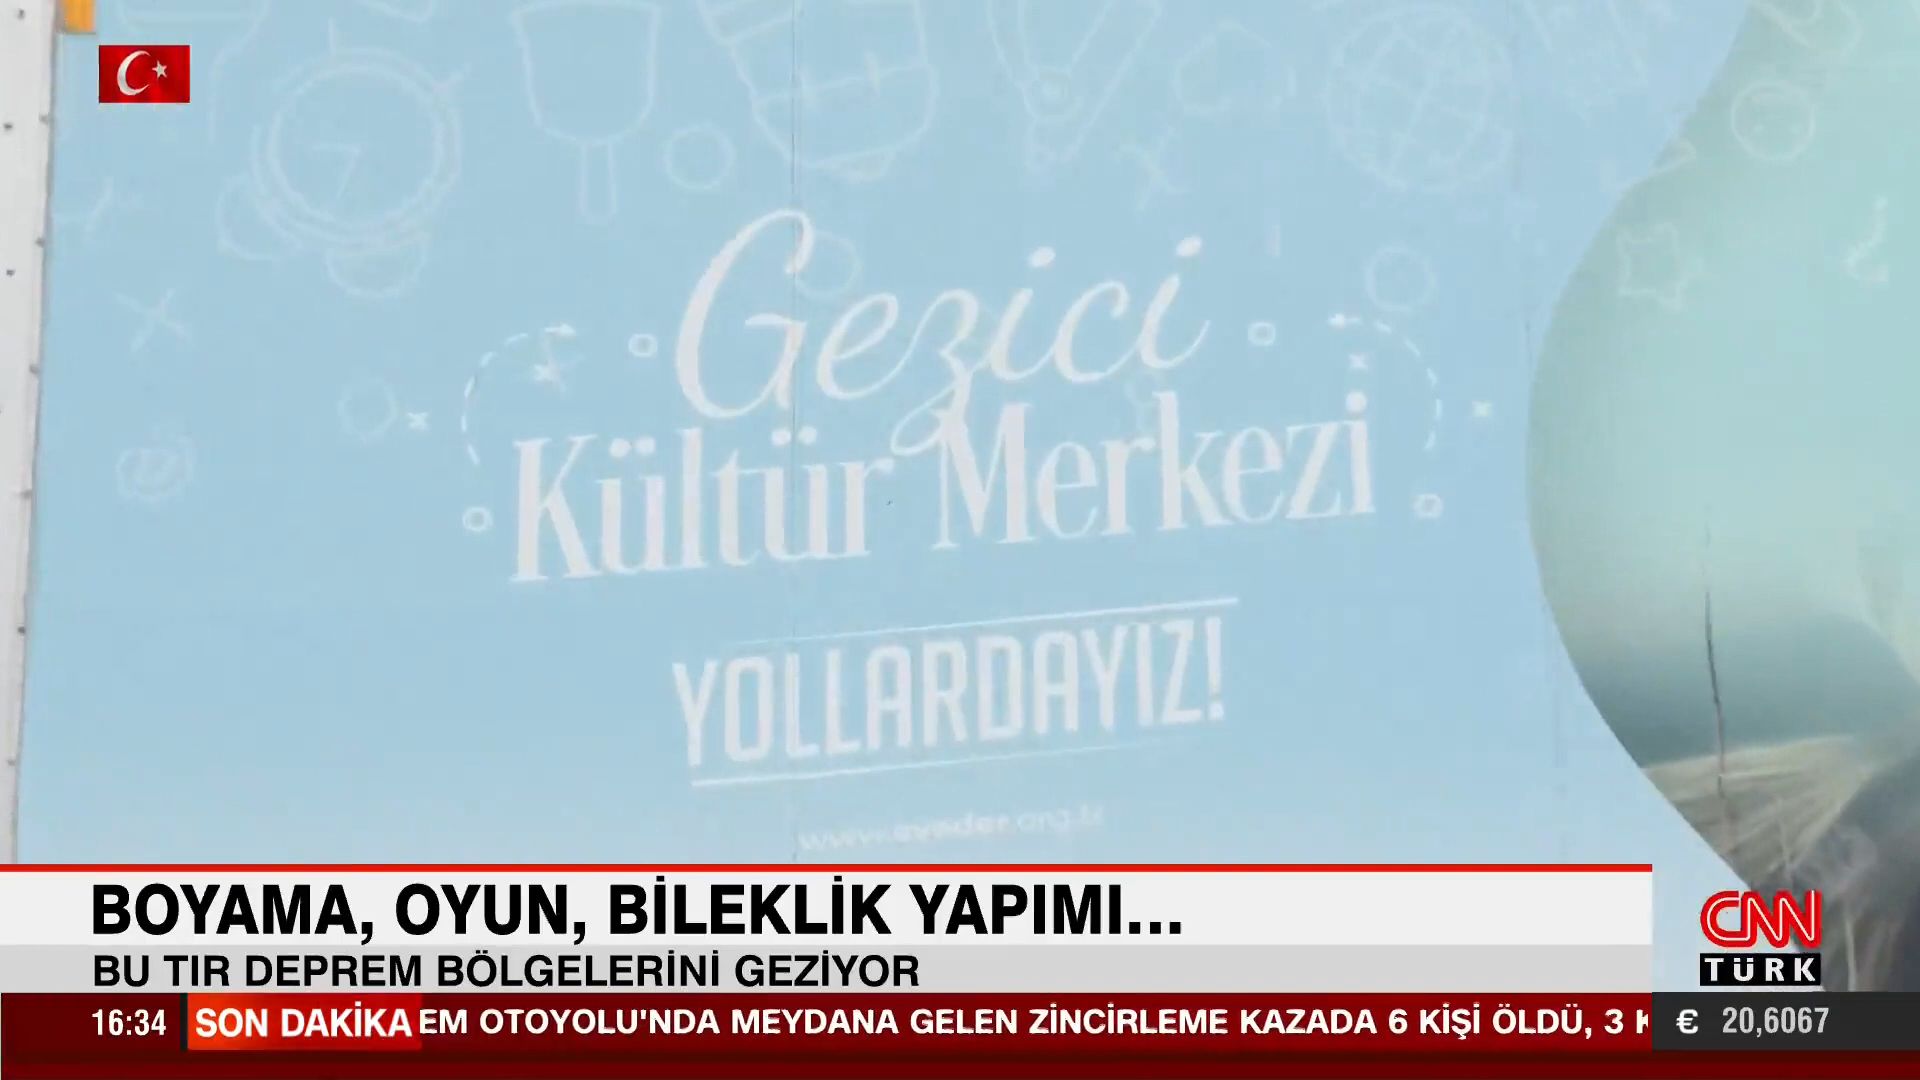 Gezici
Kültür Merkezi
YOLLARDAYIZ!
BOYAMA, OYUN, BİLEKLİK YAPIMI...
BU TIR DEPREM BÖLGELERİNİ GEZİYOR
CNN
TÜRK
16:34 SON DAKİKA EM OTOYOLU'NDA MEYDANA GELEN ZİNCİRLEME KAZADA 6 KİŞİ ÖLDÜ, 3 € 20,6067